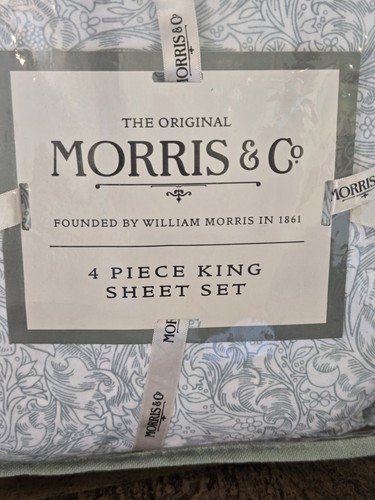 MORRIS & Co
THE ORIGINAL
MORRIS & Co.
FOUNDED BY WILLIAM MORRIS IN 1861
4 PIECE KING
SHEET SET
MORRIS
MOR
MORRIS & Co